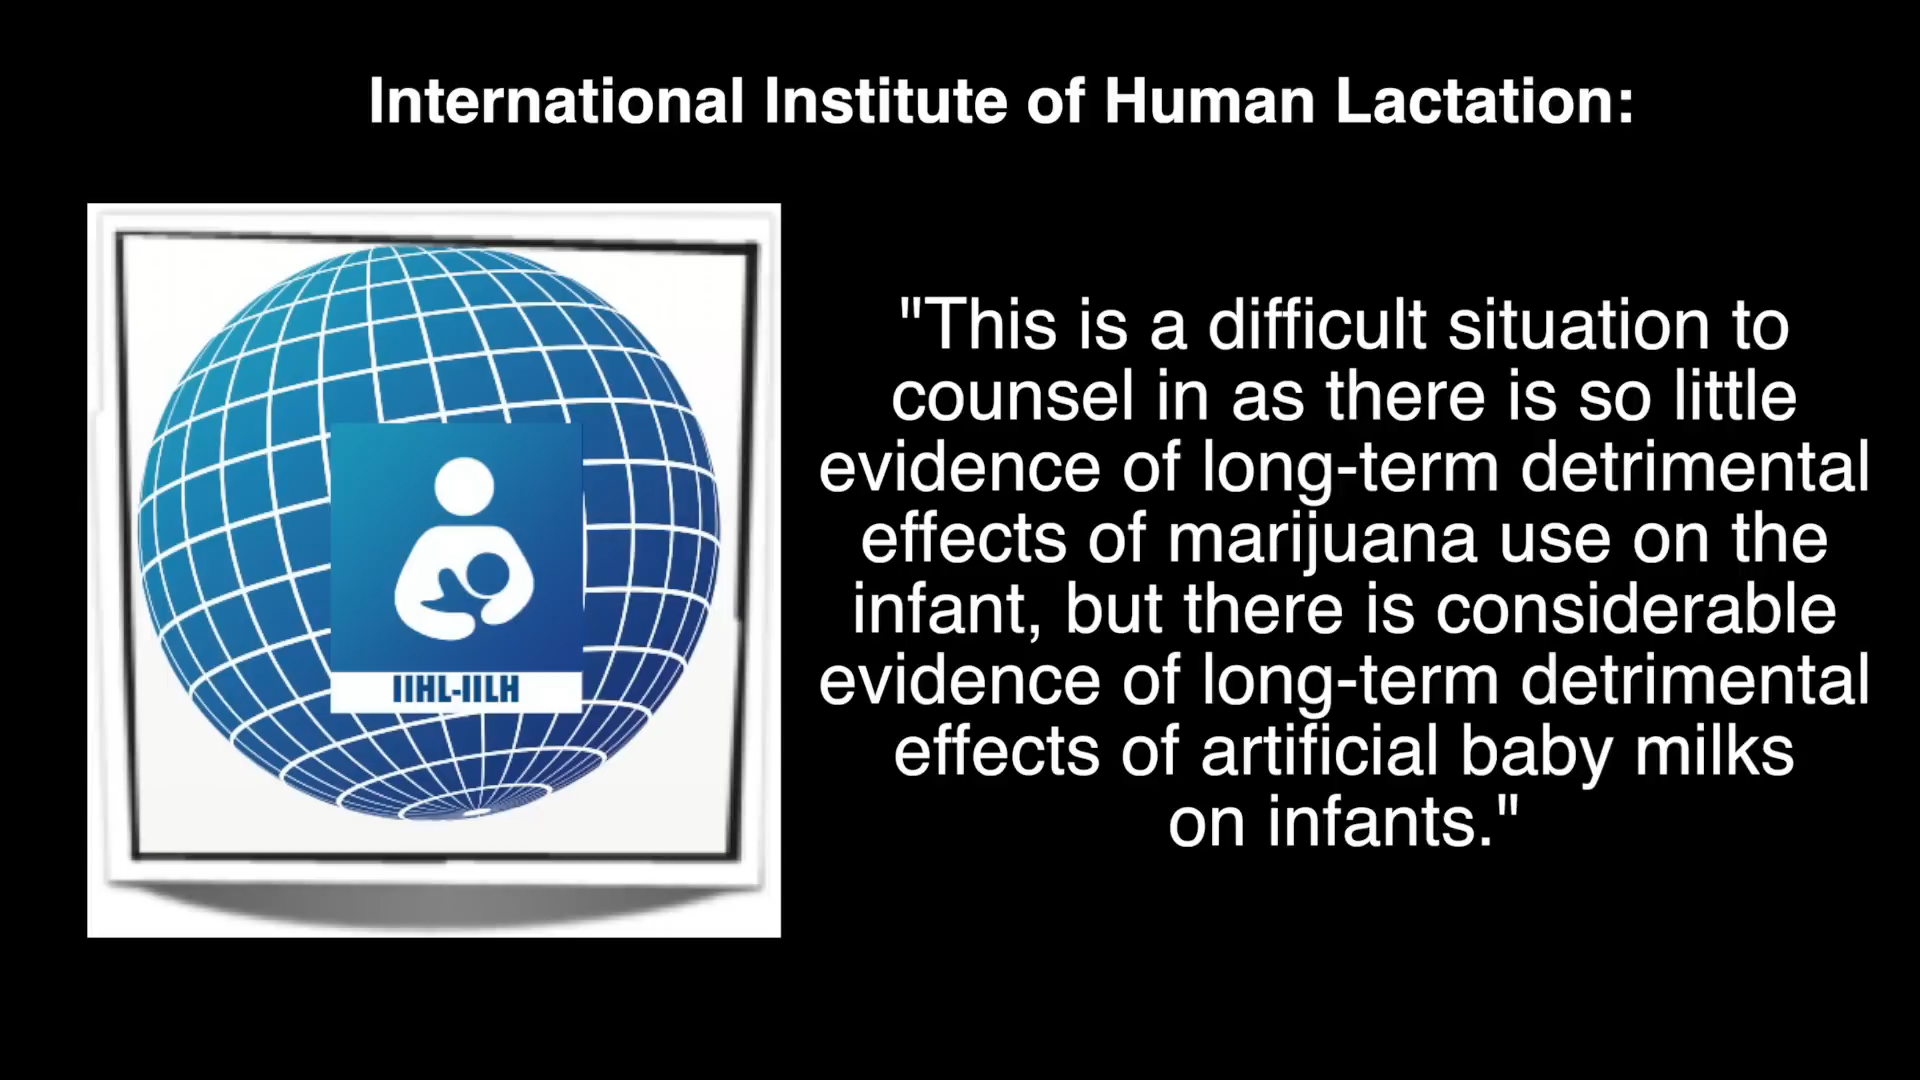 International Institute of Human Lactation:
IIHL-IILH
"This is a difficult situation to
counsel in as there is so little
evidence of long-term detrimental
effects of marijuana use on the
infant, but there is considerable
evidence of long-term detrimental
effects of artificial baby milks
on infants."